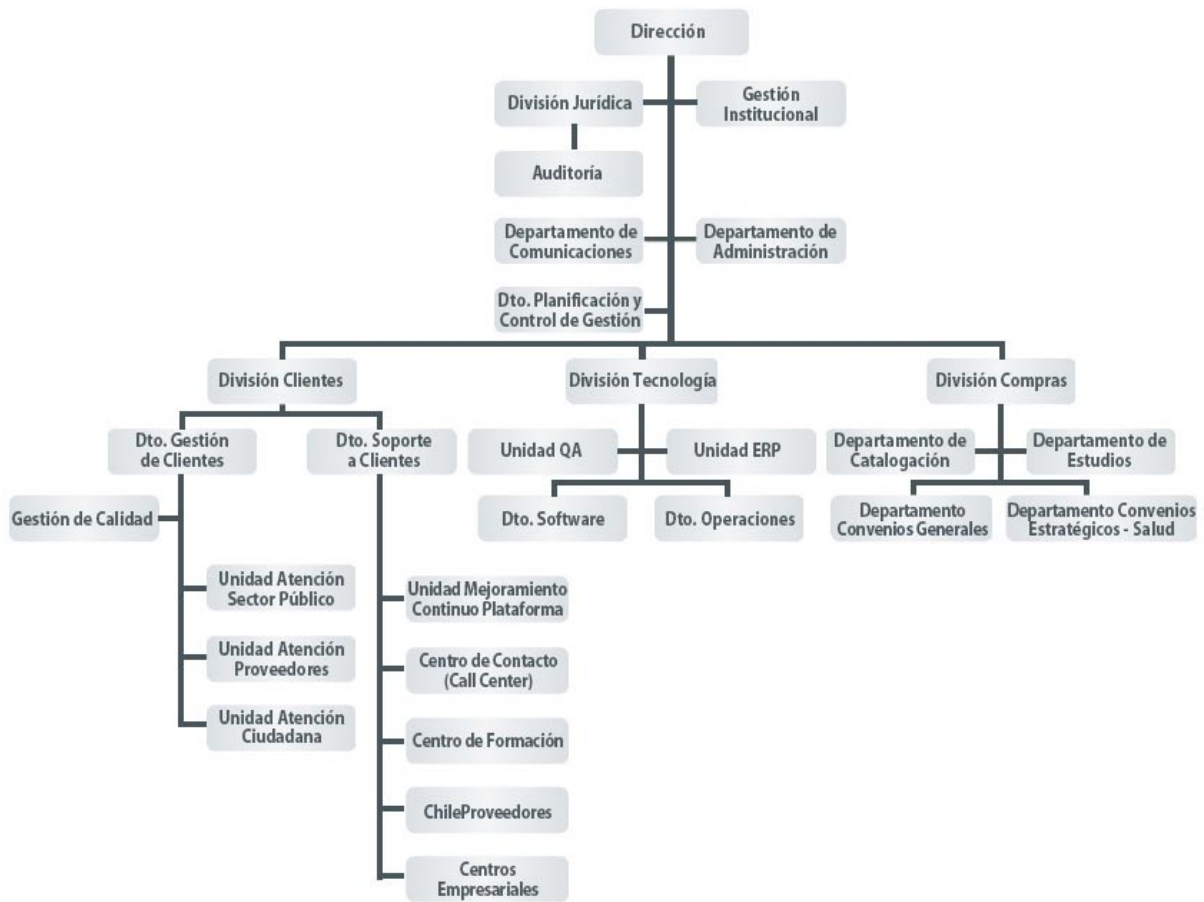 Dirección
División Jurídica
Gestión
Institucional
Auditoría
Departamento de
Comunicaciones
Departamento de
Administración
Dto. Planificación y
Control de Gestión
División Clientes
División Tecnología
División Compras
Dto. Gestión
de Clientes
Dto. Soporte
a Clientes
Unidad QA
Unidad ERP
Departamento de
Catalogación
Departamento de
Estudios
Gestión de Calidad
Dto. Software
Dto. Operaciones
Departamento
Convenios Generales
Departamento Convenios
Estratégicos - Salud
Unidad Atención
Sector Público
Unidad Atención
Proveedores
Unidad Atención
Ciudadana
Unidad Mejoramiento
Continuo Plataforma
Centro de Contacto
(Call Center)
Centro de Formación
ChileProveedores
Centros
Empresariales